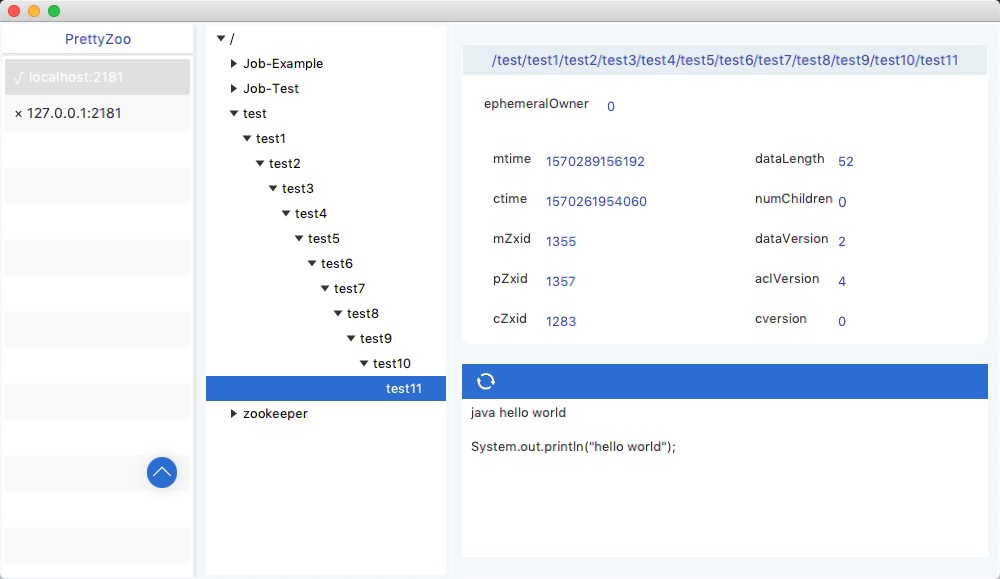 PrettyZoo
√ localhost:2181
× 127.0.0.1:2181
/
Job-Example
Job-Test
test
test1
test2
test3
test4
test5
test6
test7
test8
test9
test10
test11
zookeeper
/test/test1/test2/test3/test4/test5/test6/test7/test8/test9/test10/test11
ephemeralOwner 0
mtime 1570289156192 dataLength 52
ctime 1570261954060 numChildren 0
mZxid 1355 dataVersion 2
pZxid 1357 aclVersion 4
cZxid 1283 cversion 0
java hello world
System.out.println("hello world");